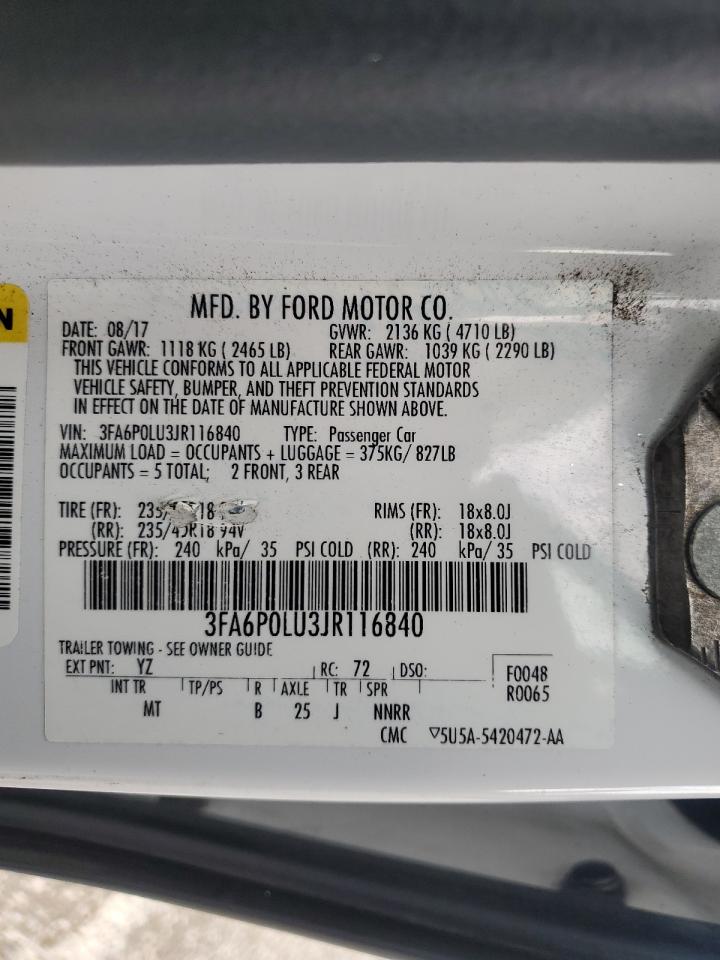 N
MFD. BY FORD MOTOR CO.
DATE: 08/17 GVWR: 2136 KG ( 4710 LB)
FRONT GAWR: 1118 KG ( 2465 LB) REAR GAWR: 1039 KG ( 2290 LB)
THIS VEHICLE CONFORMS TO ALL APPLICABLE FEDERAL MOTOR
VEHICLE SAFETY, BUMPER, AND THEFT PREVENTION STANDARDS
IN EFFECT ON THE DATE OF MANUFACTURE SHOWN ABOVE.
VIN: 3FA6P0LU3JR116840 TYPE: Passenger Car
MAXIMUM LOAD = OCCUPANTS + LUGGAGE = 375KG/ 827LB
OCCUPANTS = 5 TOTAL; 2 FRONT, 3 REAR
TIRE (FR): RIMS (FR): 18x8.0J
(RR): 235/45R18 94V (RR): 18x8.0J
PRESSURE (FR): 240 kPa/ 35 PSI COLD (RR): 240 kPa/ 35 PSI COLD
3FA6P0LU3JR116840
TRAILER TOWING - SEE OWNER GUIDE
EXT PNT: YZ RC: 72 DSO: F0048
INT TR TP/PS R AXLE TR SPR R0065
MT B 25 J NNRR
CMC ▽5U5A-5420472-AA